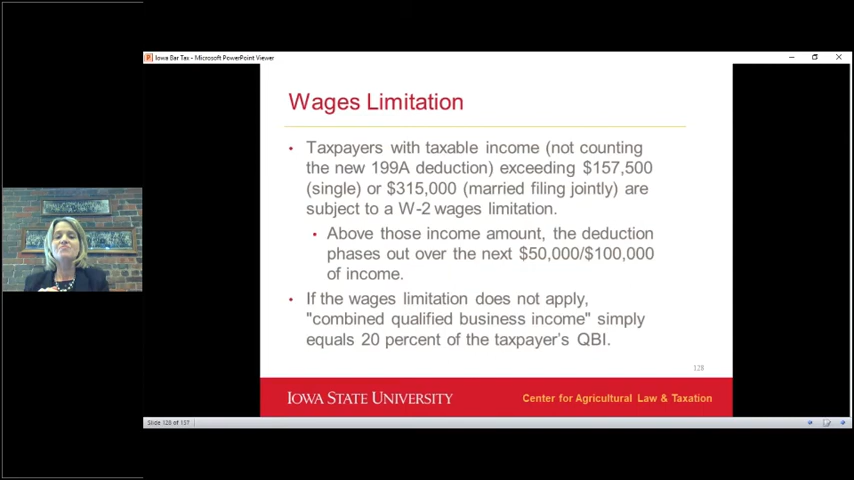 Iowa Bar Tax - Microsoft PowerPoint Viewer
Wages Limitation
• Taxpayers with taxable income (not counting
the new 199A deduction) exceeding $157,500
(single) or $315,000 (married filing jointly) are
subject to a W-2 wages limitation.
• Above those income amount, the deduction
phases out over the next $50,000/$100,000
of income.
• If the wages limitation does not apply,
"combined qualified business income" simply
equals 20 percent of the taxpayer's QBI.
128
IOWA STATE UNIVERSITY
Center for Agricultural Law & Taxation
Slide 128 of 157